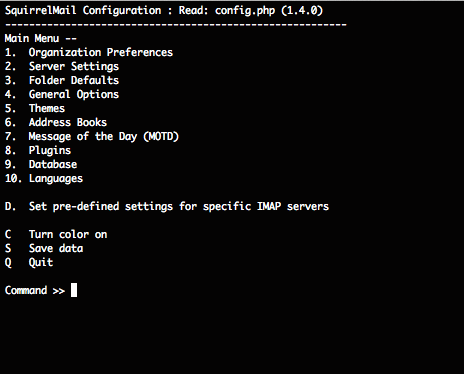 SquirrelMail Configuration : Read: config.php (1.4.0)
---------------------------------------------------------
Main Menu --
1.  Organization Preferences
2.  Server Settings
3.  Folder Defaults
4.  General Options
5.  Themes
6.  Address Books
7.  Message of the Day (MOTD)
8.  Plugins
9.  Database
10. Languages

D.  Set pre-defined settings for specific IMAP servers

C   Turn color on
S   Save data
Q   Quit

Command >>